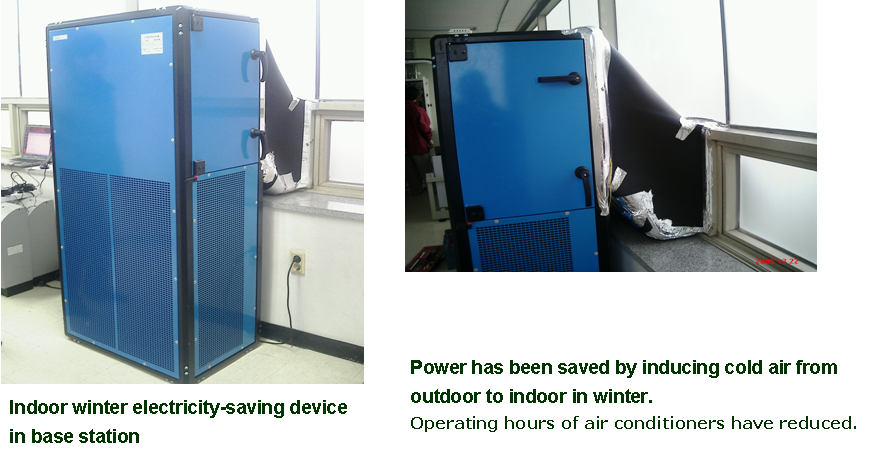 Indoor winter electricity-saving device
in base station
Power has been saved by inducing cold air from
outdoor to indoor in winter.
Operating hours of air conditioners have reduced.